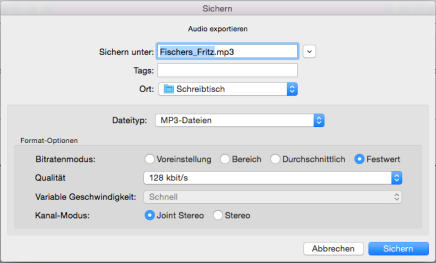 Sichern
Audio exportieren
Sichern unter: Fischers_Fritz.mp3
Tags:
Ort: Schreibtisch
Dateityp: MP3-Dateien
Format-Optionen
Bitratenmodus: Voreinstellung Bereich Durchschnittlich Festwert
Qualität 128 kbit/s
Variable Geschwindigkeit: Schnell
Kanal-Modus: Joint Stereo Stereo
Abbrechen Sichern